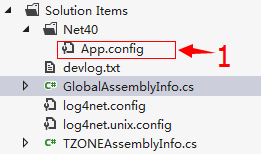 Solution Items
Net40
App.config
1
devlog.txt
GlobalAssemblyInfo.cs
log4net.config
log4net.unix.config
TZONEAssemblyInfo.cs